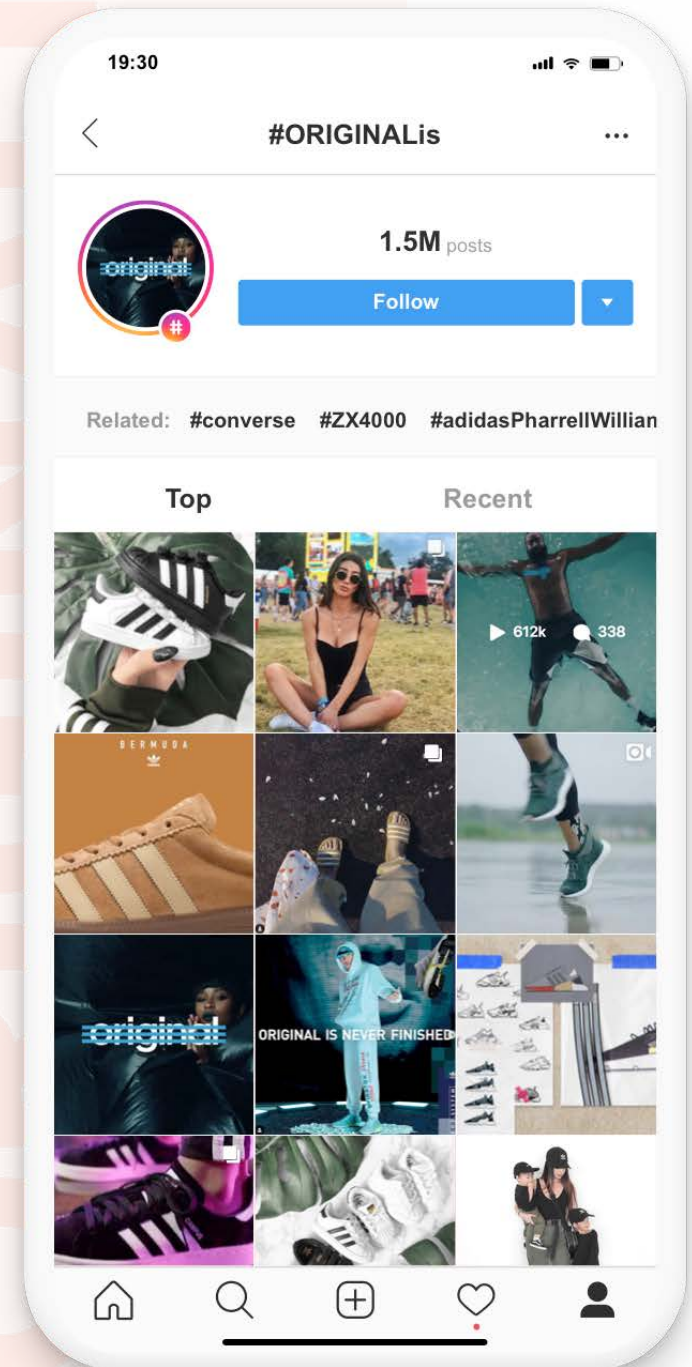 19:30
#ORIGINALis
original
#
1.5M posts
Follow
Related: #converse #ZX4000 #adidasPharrellWillian
Top Recent
612k 338
BERMUDA
original
ORIGINAL IS NEVER FINISHED